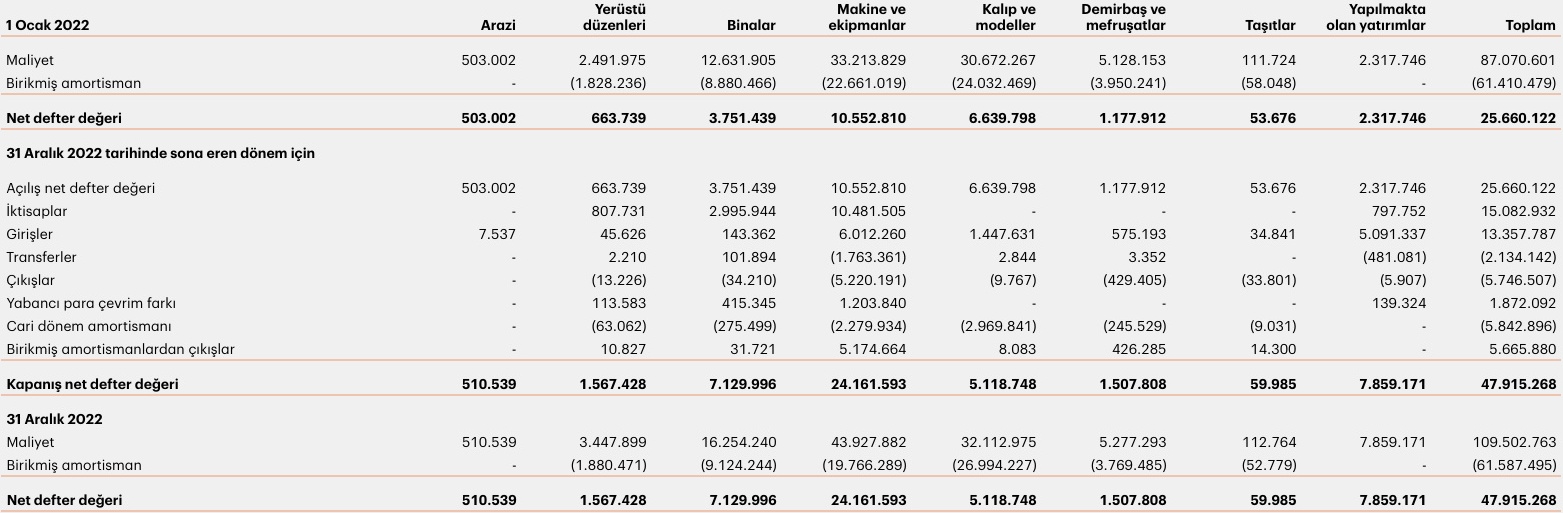 1 Ocak 2022 Arazi Yerüstü düzenleri Binalar Makine ve ekipmanlar Kalıp ve modeller Demirbaş ve mefruşatlar Taşıtlar Yapılmakta olan yatırımlar Toplam
Maliyet 503.002 2.491.975 12.631.905 33.213.829 30.672.267 5.128.153 111.724 2.317.746 87.070.601
Birikmiş amortisman - (1.828.236) (8.880.466) (22.661.019) (24.032.469) (3.950.241) (58.048) - (61.410.479)
Net defter değeri 503.002 663.739 3.751.439 10.552.810 6.639.798 1.177.912 53.676 2.317.746 25.660.122
31 Aralık 2022 tarihinde sona eren dönem için
Açılış net defter değeri 503.002 663.739 3.751.439 10.552.810 6.639.798 1.177.912 53.676 2.317.746 25.660.122
İktisaplar - 807.731 2.995.944 10.481.505 - - - 797.752 15.082.932
Girişler 7.537 45.626 143.362 6.012.260 1.447.631 575.193 34.841 5.091.337 13.357.787
Transferler - 2.210 101.894 (1.763.361) 2.844 3.352 - (481.081) (2.134.142)
Çıkışlar - (13.226) (34.210) (5.220.191) (9.767) (429.405) (33.801) (5.907) (5.746.507)
Yabancı para çevrim farkı - 113.583 415.345 1.203.840 - - - 139.324 1.872.092
Cari dönem amortismanı - (63.062) (275.499) (2.279.934) (2.969.841) (245.529) (9.031) - (5.842.896)
Birikmiş amortismanlardan çıkışlar - 10.827 31.721 5.174.664 8.083 426.285 14.300 - 5.665.880
Kapanış net defter değeri 510.539 1.567.428 7.129.996 24.161.593 5.118.748 1.507.808 59.985 7.859.171 47.915.268
31 Aralık 2022
Maliyet 510.539 3.447.899 16.254.240 43.927.882 32.112.975 5.277.293 112.764 7.859.171 109.502.763
Birikmiş amortisman - (1.880.471) (9.124.244) (19.766.289) (26.994.227) (3.769.485) (52.779) - (61.587.495)
Net defter değeri 510.539 1.567.428 7.129.996 24.161.593 5.118.748 1.507.808 59.985 7.859.171 47.915.268